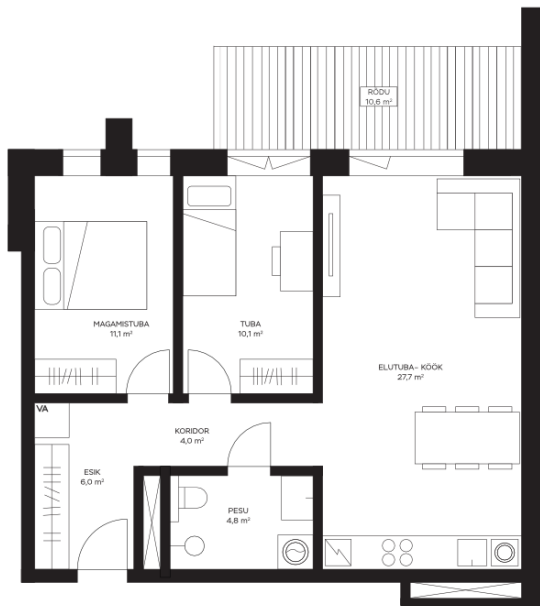 RÕDU
10,6 m²
MAGAMISTUBA
11,1 m²
TUBA
10,1 m²
ELUTUBA- KÖÖK
27,7 m²
VA
KORIDOR
4,0 m²
ESIK
6,0 m²
PESU
4,8 m²